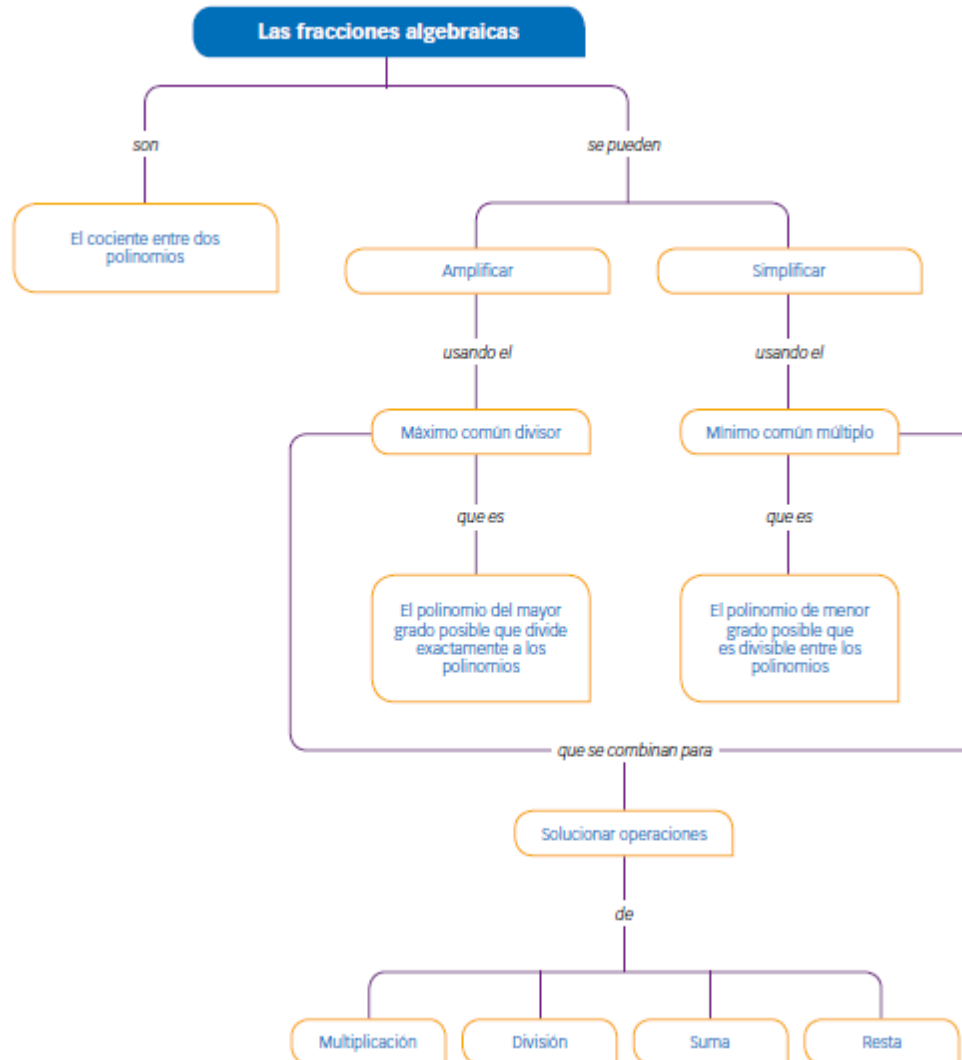 Las fracciones algebraicas
son
se pueden
El cociente entre dos
polinomios
Amplificar
Simplificar
usando el
usando el
Máximo común divisor
Mínimo común múltiplo
que es
que es
El polinomio del mayor
grado posible que divide
exactamente a los
polinomios
El polinomio de menor
grado posible que
es divisible entre los
polinomios
que se combinan para
Solucionar operaciones
de
Multiplicación
División
Suma
Resta